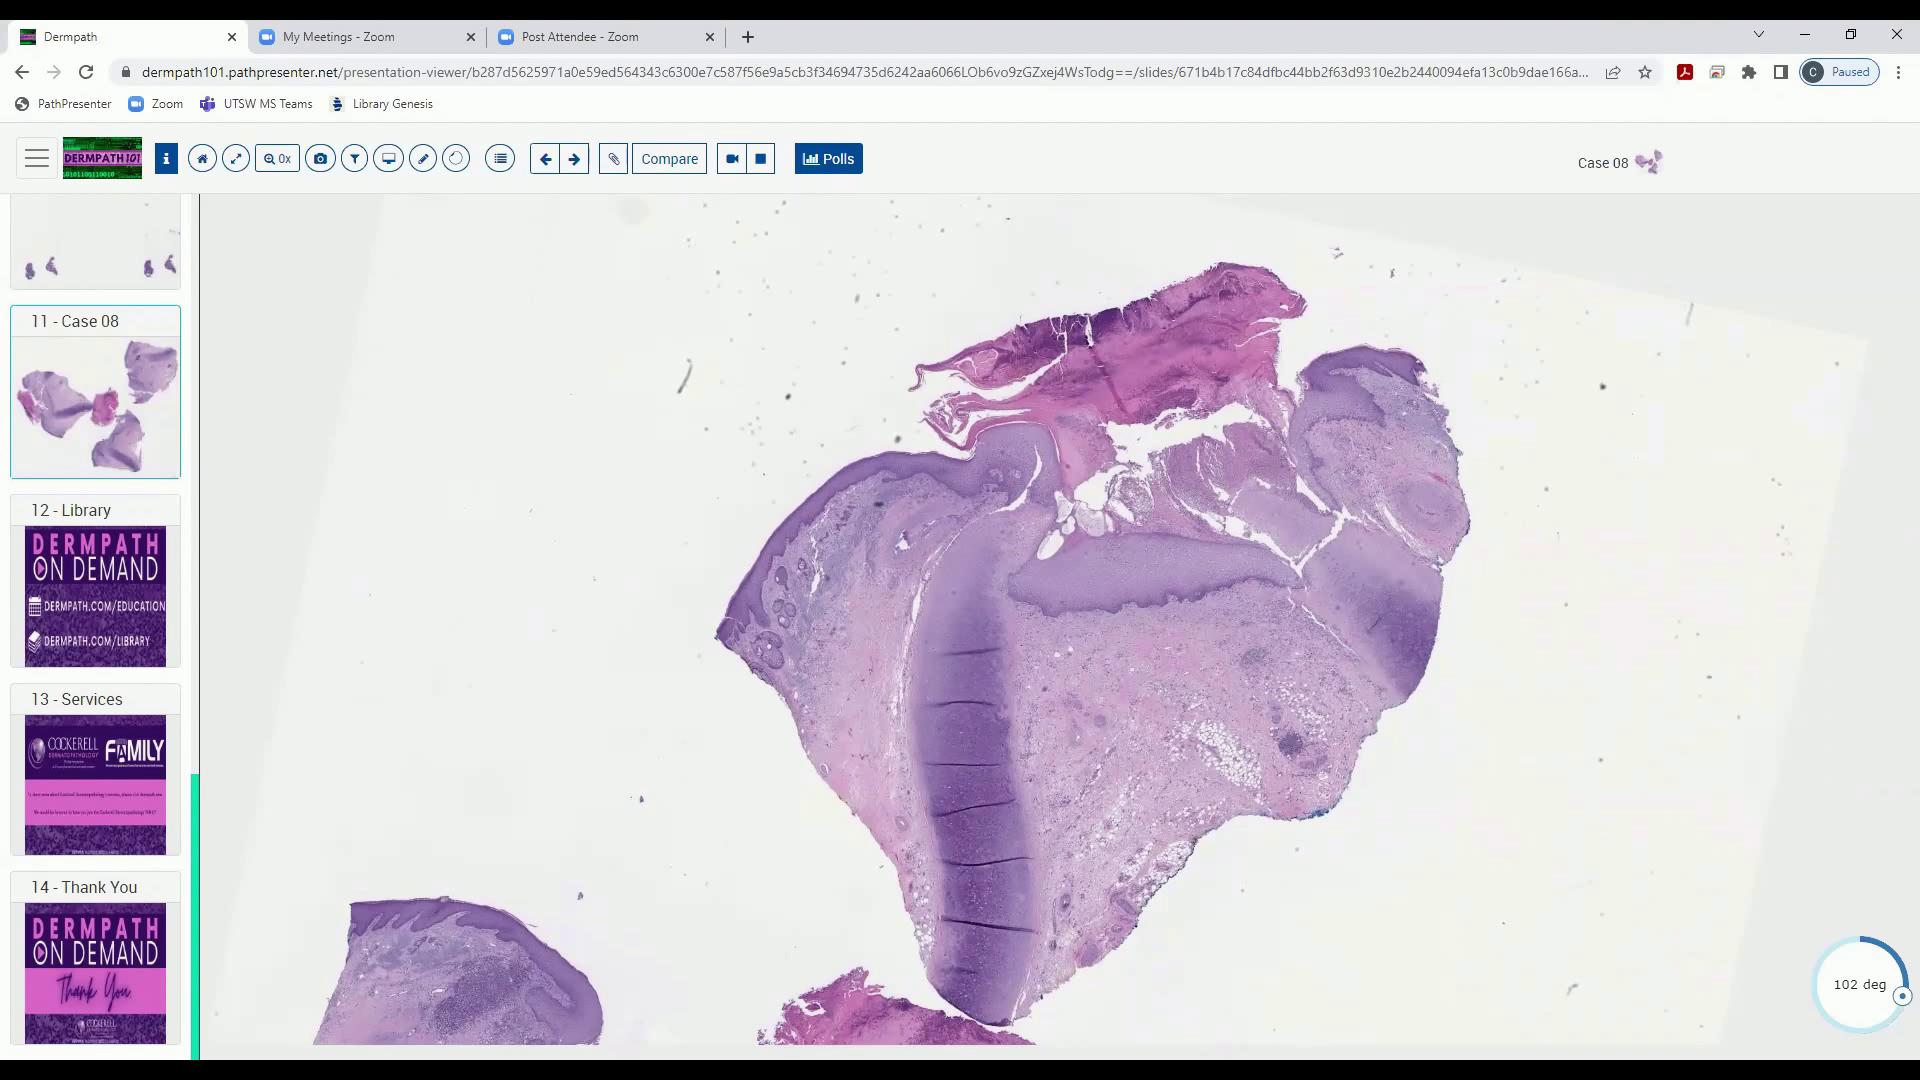 Dermpath
My Meetings - Zoom
Post Attendee - Zoom
dermpath101.pathpresenter.net/presentation-viewer/b287d5625971a0e59ed564343c6300e7c587f56e9a5cb3f34694735d6242aa6066LOb6vo9zGZxej4WsTodg==/slides/671b4b17c84dfbc44bb2f63d9310e2b2440094efa13c0b9dae166a...
C Paused
PathPresenter
Zoom
UTSW MS Teams
Library Genesis
DERMPATH 101
0x
Compare
Polls
Case 08
11 - Case 08
12 - Library
DERMPATH
ON DEMAND
DERMPATH.COM/EDUCATION
DERMPATH.COM/LIBRARY
13 - Services
COCKERELL
FAMILY
14 - Thank You
DERMPATH
ON DEMAND
Thank You
COCKERELL
102 deg